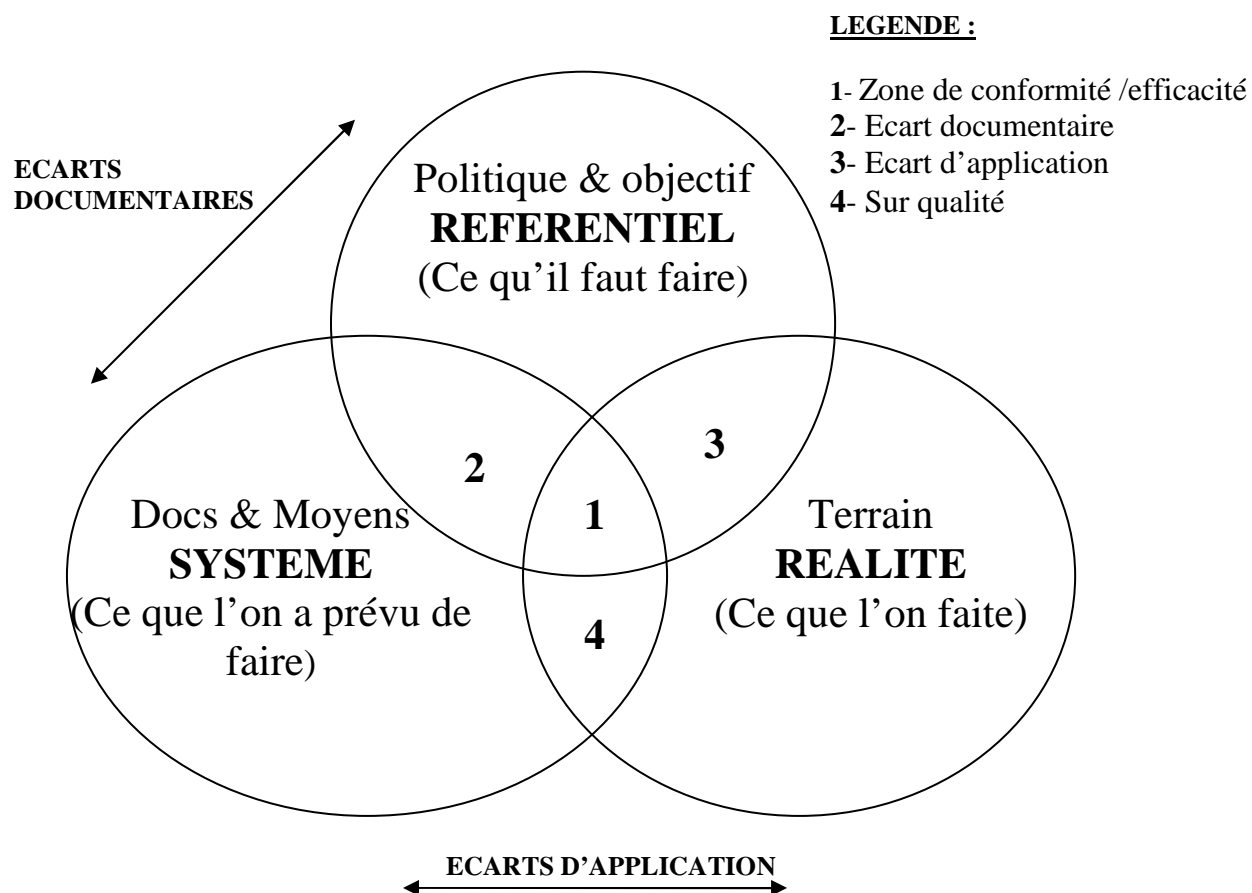 LEGENDE :
1- Zone de conformité /efficacité
2- Ecart documentaire
3- Ecart d’application
4- Sur qualité
ECARTS
DOCUMENTAIRES
Politique & objectif
REFERENTIEL
(Ce qu’il faut faire)
2
3
1
Docs & Moyens
SYSTEME
(Ce que l’on a prévu de
faire)
Terrain
REALITE
(Ce que l’on faite)
4
ECARTS D’APPLICATION